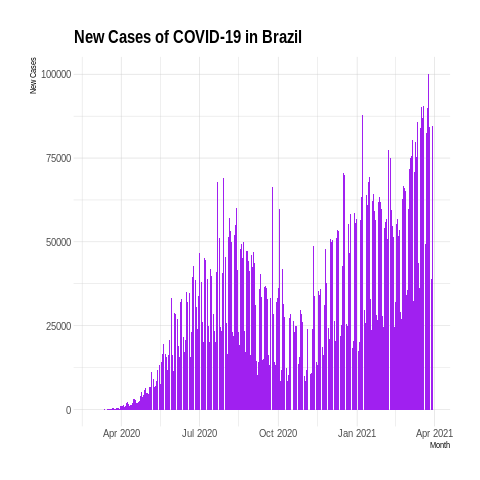 New Cases of COVID-19 in Brazil
New Cases
100000
75000
50000
25000
0
Apr 2020
Jul 2020
Oct 2020
Jan 2021
Apr 2021
Month